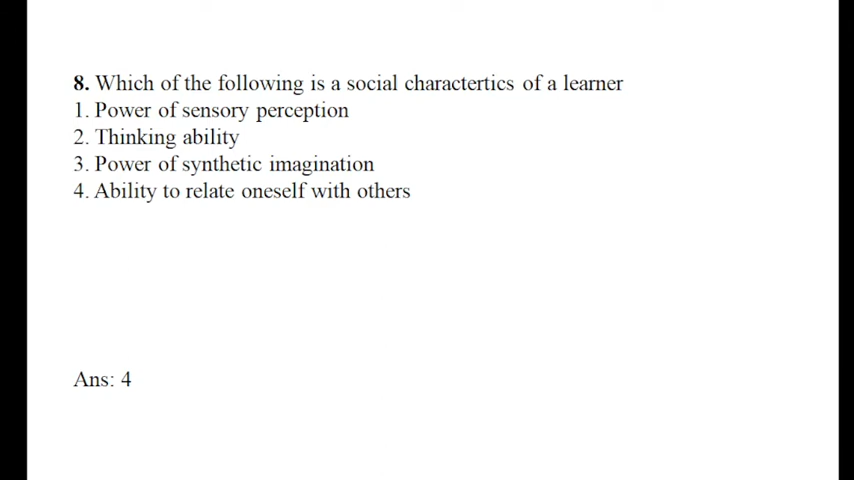 8. Which of the following is a social charactertics of a learner
1. Power of sensory perception
2. Thinking ability
3. Power of synthetic imagination
4. Ability to relate oneself with others
Ans: 4